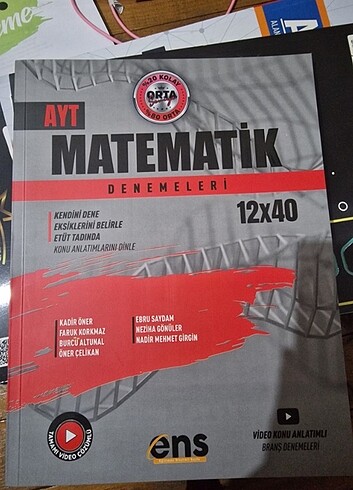 %20 KOLAY
ORTA
%80 ORTA
AYT
MATEMATİK
DENEMELERİ
12x40
KENDİNİ DENE
EKSİKLERİNİ BELİRLE
ETÜT TADINDA
KONU ANLATIMLARINI DİNLE
KADİR ÖNER
FARUK KORKMAZ
BURCU ALTUNAL
ÖNER ÇELİKAN
EBRU SAYDAM
NEZİHA GÖNÜLER
NADİR MEHMET GİRGİN
TAMAMI VIDEO ÇÖZÜMLÜ
ens
VİDEO KONU ANLATIMLI
BRANŞ DENEMELERİ